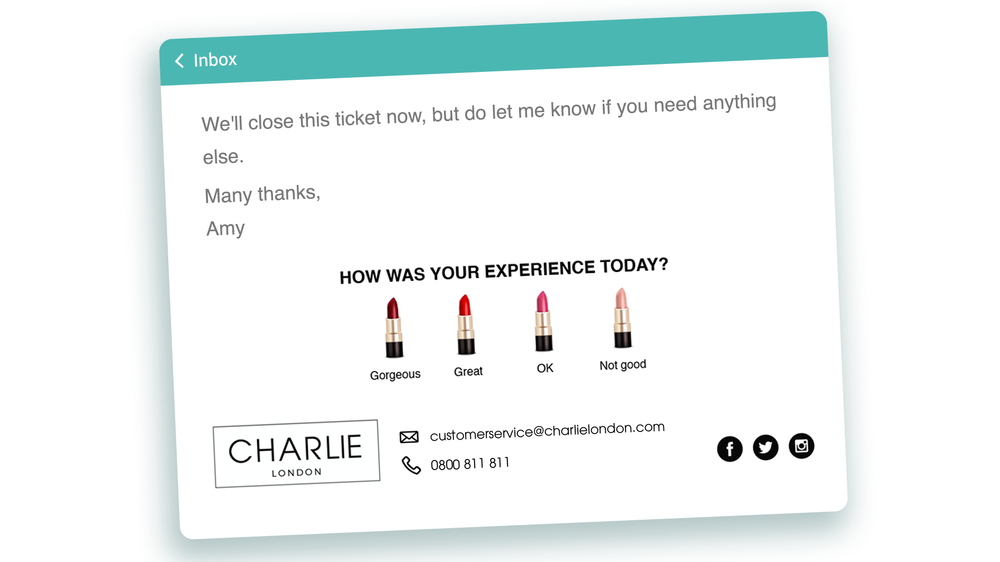 Inbox
We'll close this ticket now, but do let me know if you need anything
else.
Many thanks,
Amy
HOW WAS YOUR EXPERIENCE TODAY?
Gorgeous
Great
OK
Not good
CHARLIE
LONDON
customerservice@charlielondon.com
0800 811 811